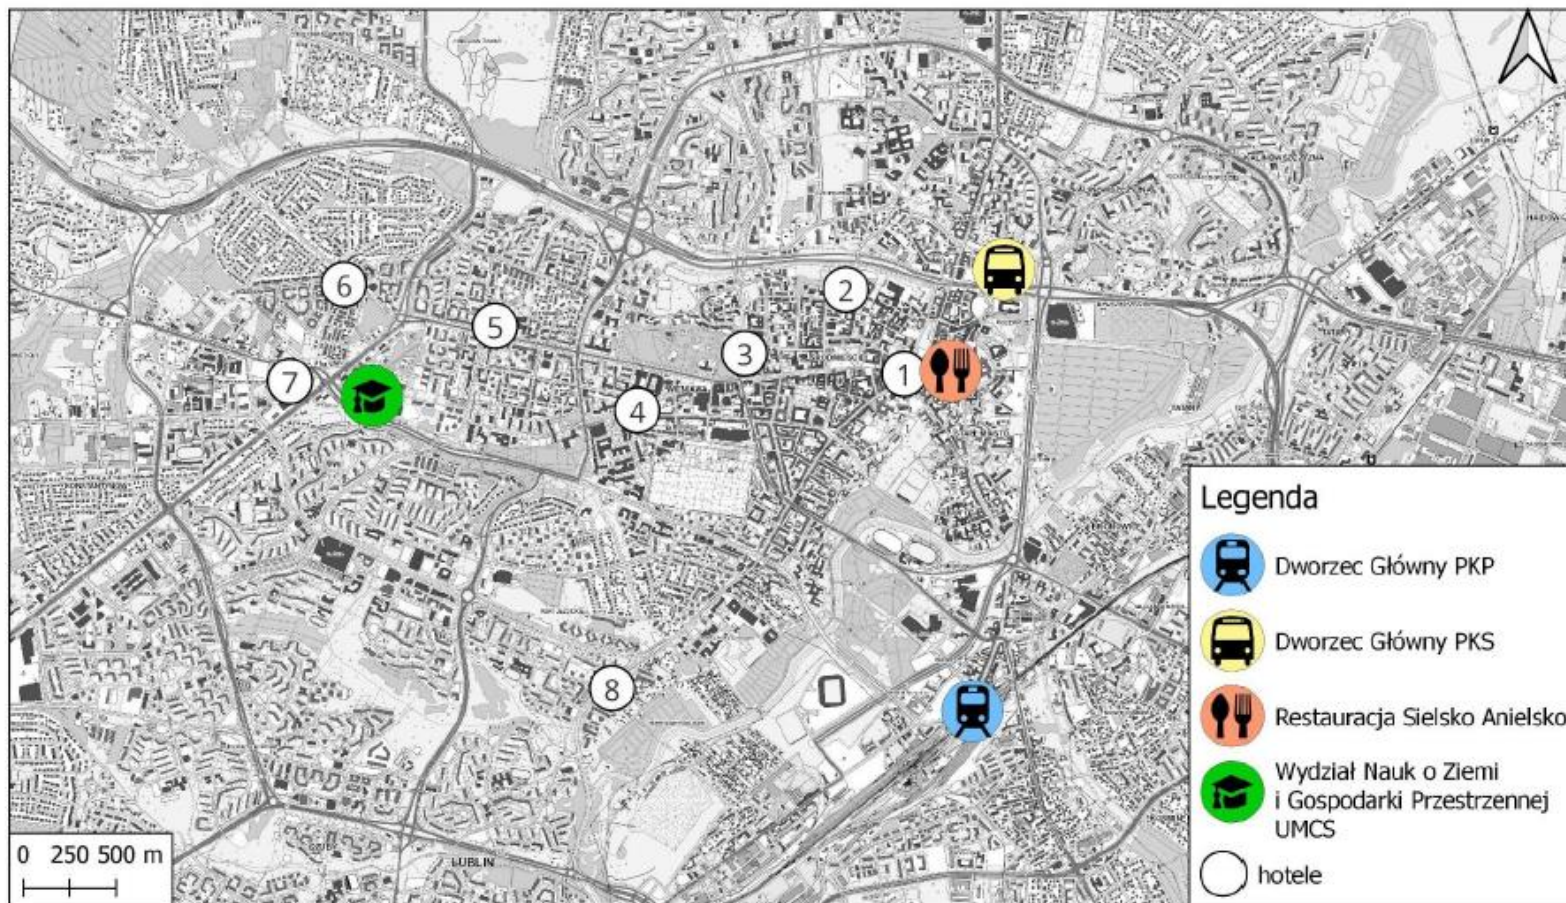 6
2
5
3
1
7
4
8
KALINOWSZCZYZNA
LUBLIN
0 250 500 m
Legenda
Dworzec Główny PKP
Dworzec Główny PKS
Restauracja Sielsko Anielsko
Wydział Nauk o Ziemi
i Gospodarki Przestrzennej
UMCS
hotele